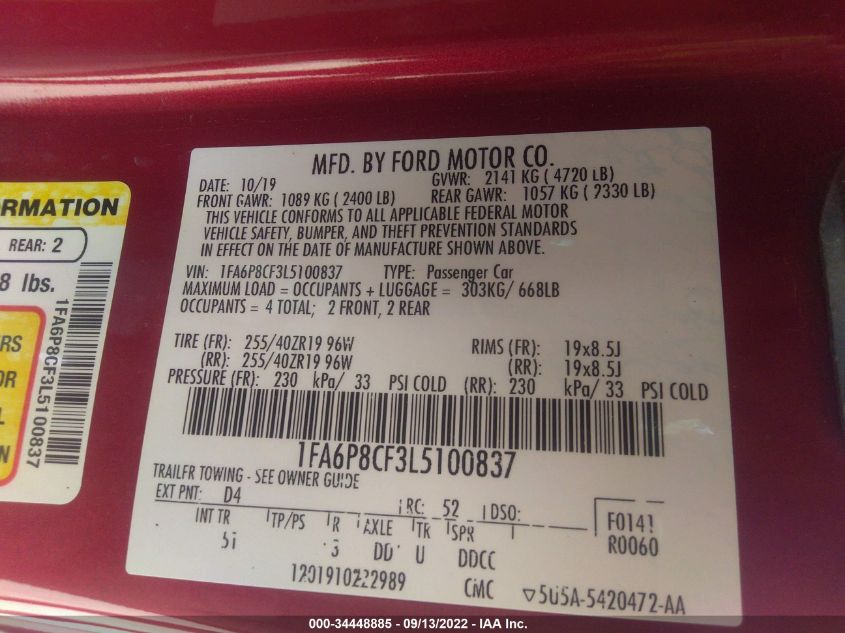 MFD. BY FORD MOTOR CO.
DATE: 10/19 GVWR: 2141 KG ( 4720 LB)
FRONT GAWR: 1089 KG ( 2400 LB) REAR GAWR: 1057 KG ( 2330 LB)
THIS VEHICLE CONFORMS TO ALL APPLICABLE FEDERAL MOTOR
VEHICLE SAFETY, BUMPER, AND THEFT PREVENTION STANDARDS
IN EFFECT ON THE DATE OF MANUFACTURE SHOWN ABOVE.
VIN: 1FA6P8CF3L5100837 TYPE: Passenger Car
MAXIMUM LOAD = OCCUPANTS + LUGGAGE = 303KG/ 668LB
OCCUPANTS = 4 TOTAL; 2 FRONT, 2 REAR
TIRE (FR): 255/40ZR19 96W RIMS (FR): 19x8.5J
(RR): 255/40ZR19 96W (RR): 19x8.5J
PRESSURE (FR): 230 kPa/ 33 PSI COLD (RR): 230 kPa/ 33 PSI COLD
1FA6P8CF3L5100837
TRAILER TOWING - SEE OWNER GUIDE
EXT PNT: D4 RC: 52 DSO: F0141
INT TR TP/PS R AXLE TR SPR R0060
DD U DDCC
CMC 5U5A-5420472-AA
RMATION
REAR: 2
8 lbs.
RS
OR
L
N
1FA6P8CF3L5100837
000-34448885 - 09/13/2022 - IAA Inc.